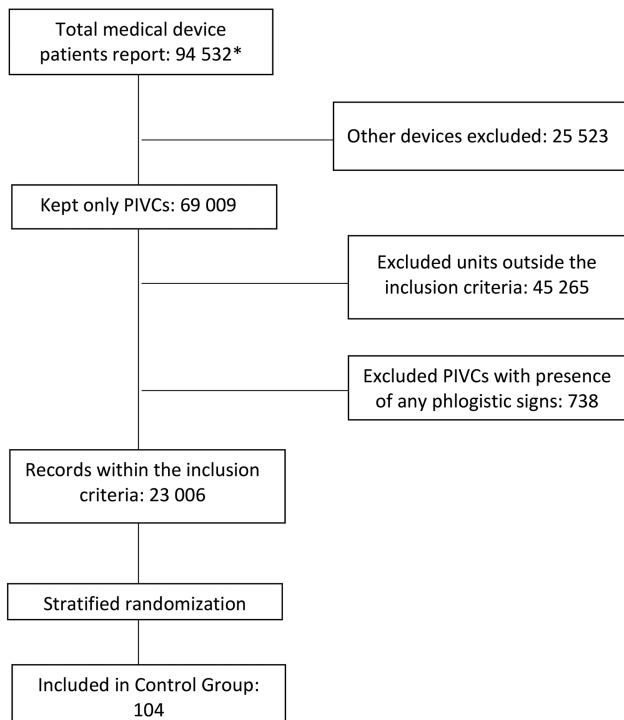 Total medical device
patients report: 94 532*
Other devices excluded: 25 523
Kept only PIVCs: 69 009
Excluded units outside the
inclusion criteria: 45 265
Excluded PIVCs with presence
of any phlogistic signs: 738
Records within the inclusion
criteria: 23 006
Stratified randomization
Included in Control Group:
104